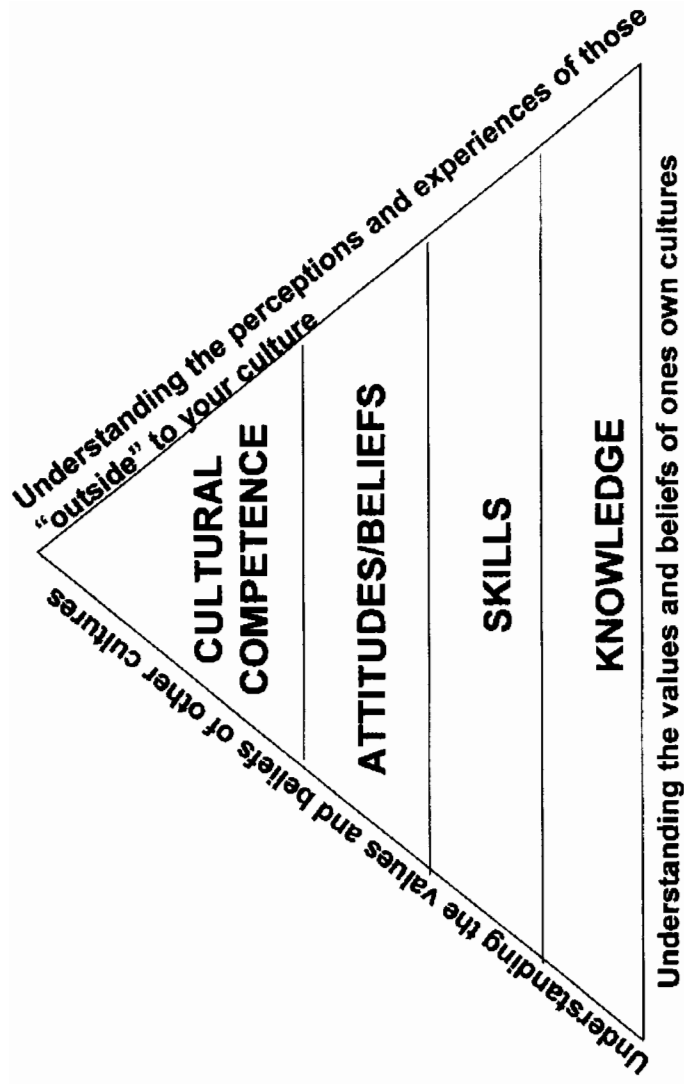 Understanding the perceptions and experiences of those
“outside” to your culture
Understanding the values and beliefs of other cultures
CULTURAL
COMPETENCE
ATTITUDES/BELIEFS
SKILLS
KNOWLEDGE
Understanding the values and beliefs of ones own cultures